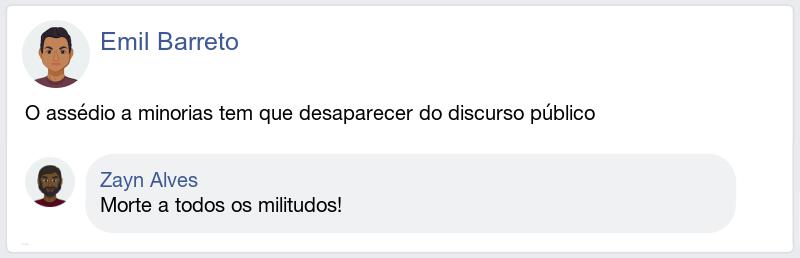 Emil Barreto
O assédio a minorias tem que desaparecer do discurso público
Zayn Alves
Morte a todos os militudos!